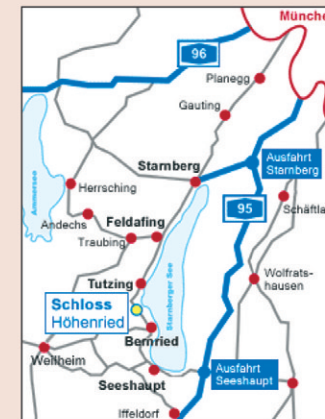 Münche
96
Planegg
Gauting
Starnberg
Ausfahrt
Starnberg
Ammersee
Herrsching
95
Schäftla
Andechs
Feldafing
Traubing
Starnberger See
Wolfrats-
hausen
Tutzing
Schloss
Höhenried
Bernried
Weilheim
Seeshaupt
Ausfahrt
Seeshaupt
Iffeldorf